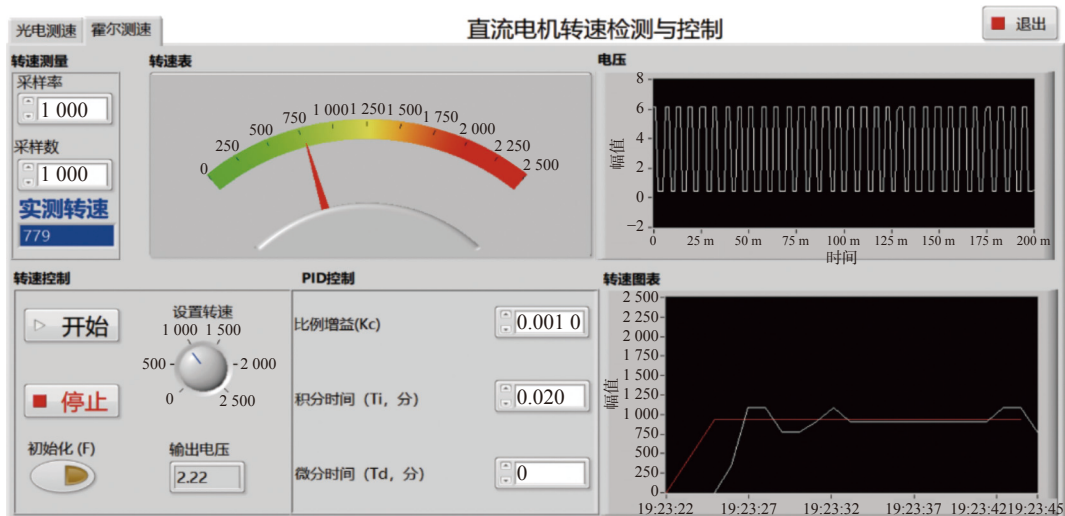 直流电机转速检测与控制
退出
光电测速 霍尔测速
转速测量
采样率
1 000
采样数
1 000
实测转速
779
转速表
0 250 500 750 1 000 1 250 1 500 1 750 2 000 2 250 2 500
电压
幅值
8
6
4
2
0
−2
0 25 m 50 m 75 m 100 m 125 m 150 m 175 m 200 m
时间
转速控制
开始
停止
初始化 (F)
设置转速
0 500 1 000 1 500 2 000 2 500
输出电压
2.22
PID控制
比例增益(Kc)
0.001 0
积分时间（Ti，分）
0.020
微分时间（Td，分）
0
转速图表
幅值
2 500
2 000
1 750
1 500
1 250
1 000
750
500
250
0
19:23:22 19:23:27 19:23:32 19:23:37 19:23:42 19:23:45